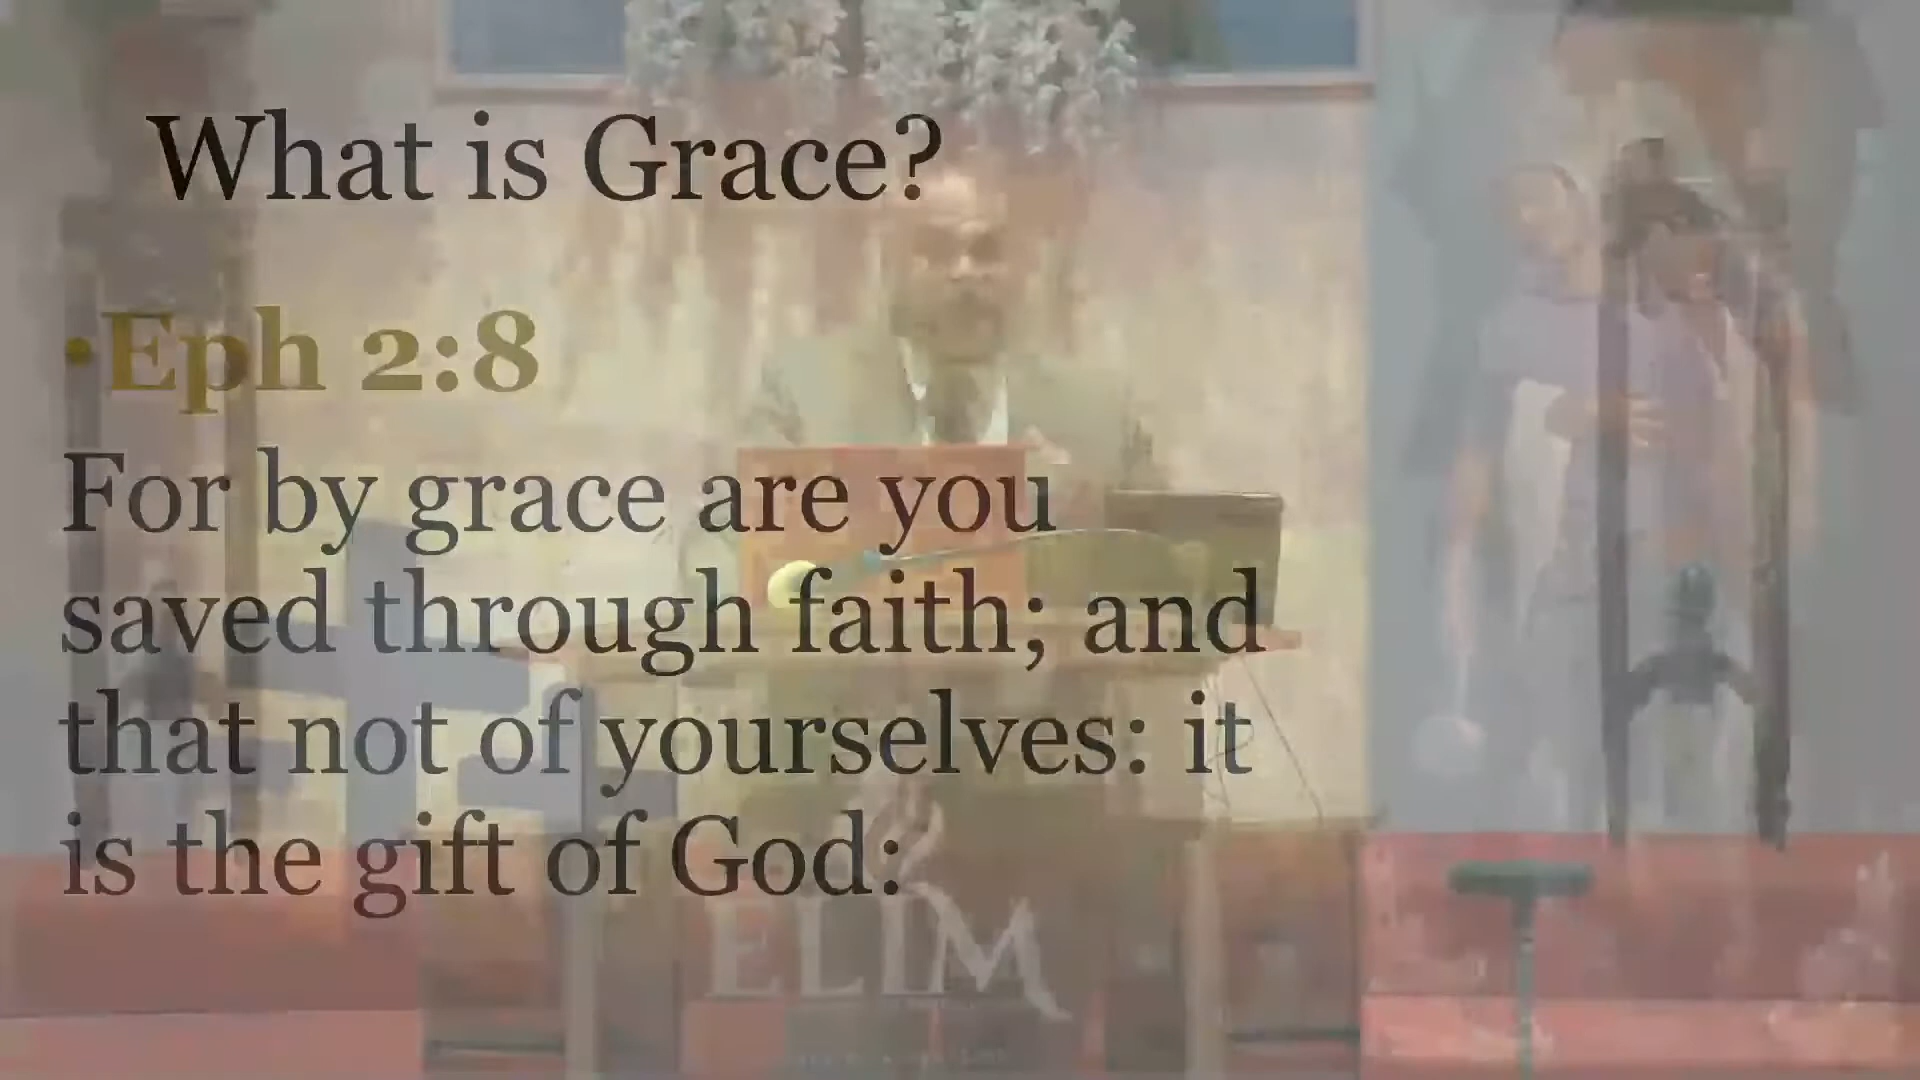 What is Grace?
•Eph 2:8
For by grace are you
saved through faith; and
that not of yourselves: it
is the gift of God:
ELIM